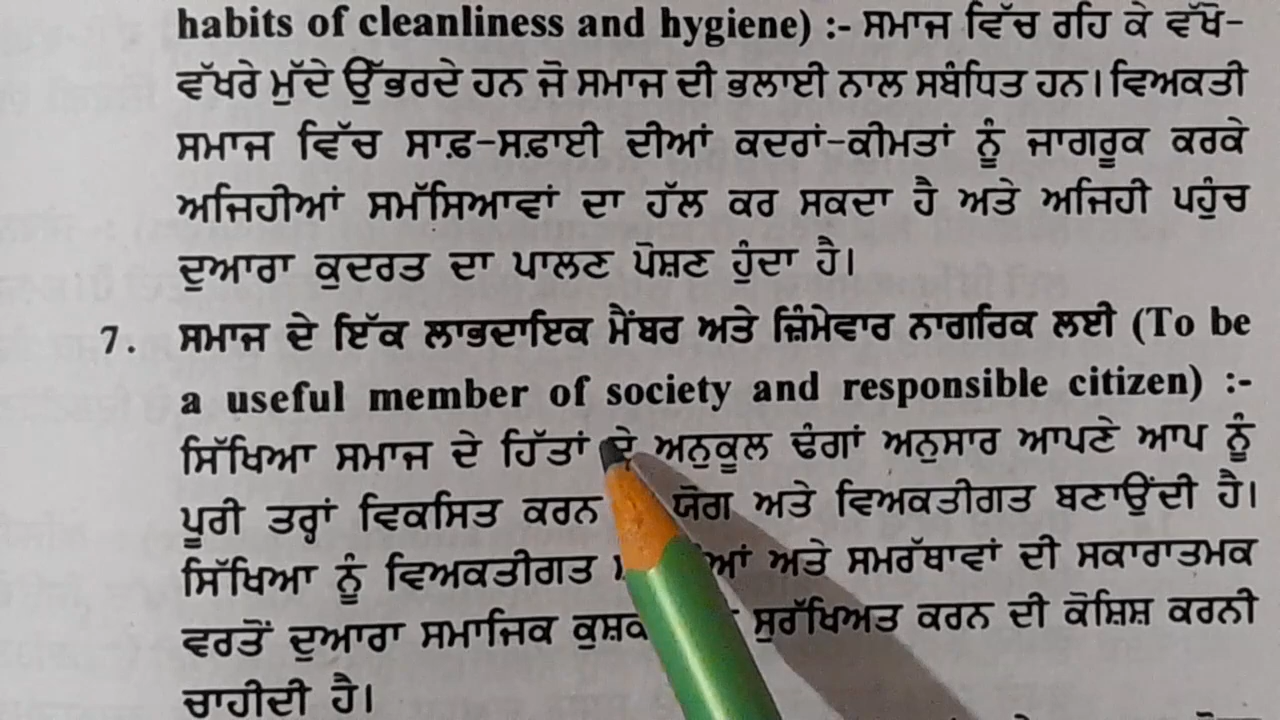 habits of cleanliness and hygiene) :- ਸਮਾਜ ਵਿੱਚ ਰਹਿ ਕੇ ਵੱਖੋ-
ਵੱਖਰੇ ਮੁੱਦੇ ਉੱਭਰਦੇ ਹਨ ਜੋ ਸਮਾਜ ਦੀ ਭਲਾਈ ਨਾਲ ਸਬੰਧਿਤ ਹਨ। ਵਿਅਕਤੀ
ਸਮਾਜ ਵਿੱਚ ਸਾਫ਼-ਸਫ਼ਾਈ ਦੀਆਂ ਕਦਰਾਂ-ਕੀਮਤਾਂ ਨੂੰ ਜਾਗਰੂਕ ਕਰਕੇ
ਅਜਿਹੀਆਂ ਸਮੱਸਿਆਵਾਂ ਦਾ ਹੱਲ ਕਰ ਸਕਦਾ ਹੈ ਅਤੇ ਅਜਿਹੀ ਪਹੁੰਚ
ਦੁਆਰਾ ਕੁਦਰਤ ਦਾ ਪਾਲਣ ਪੋਸ਼ਣ ਹੁੰਦਾ ਹੈ।
7. ਸਮਾਜ ਦੇ ਇੱਕ ਲਾਭਦਾਇਕ ਮੈਂਬਰ ਅਤੇ ਜ਼ਿੰਮੇਵਾਰ ਨਾਗਰਿਕ ਲਈ (To be
a useful member of society and responsible citizen) :-
ਸਿੱਖਿਆ ਸਮਾਜ ਦੇ ਹਿੱਤਾਂ ਦੇ ਅਨੁਕੂਲ ਢੰਗਾਂ ਅਨੁਸਾਰ ਆਪਣੇ ਆਪ ਨੂੰ
ਪੂਰੀ ਤਰ੍ਹਾਂ ਵਿਕਸਿਤ ਕਰਨ ਯੋਗ ਅਤੇ ਵਿਅਕਤੀਗਤ ਬਣਾਉਂਦੀ ਹੈ।
ਸਿੱਖਿਆ ਨੂੰ ਵਿਅਕਤੀਗਤ ਅਤੇ ਸਮਰੱਥਾਵਾਂ ਦੀ ਸਕਾਰਾਤਮਕ
ਵਰਤੋਂ ਦੁਆਰਾ ਸਮਾਜਿਕ ਸੁਰੱਖਿਅਤ ਕਰਨ ਦੀ ਕੋਸ਼ਿਸ਼ ਕਰਨੀ
ਚਾਹੀਦੀ ਹੈ।